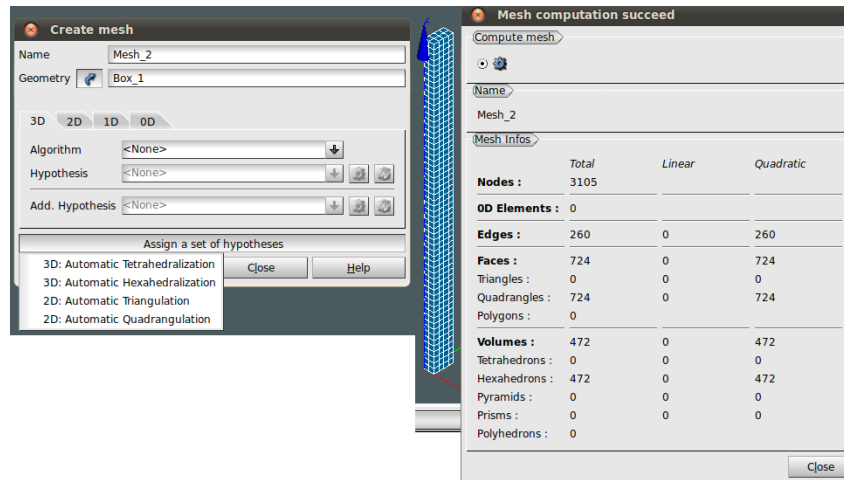 Create mesh
Name Mesh_2
Geometry Box_1
3D 2D 1D 0D
Algorithm <None>
Hypothesis <None>
Add. Hypothesis <None>
Assign a set of hypotheses
3D: Automatic Tetrahedralization
3D: Automatic Hexahedralization
2D: Automatic Triangulation
2D: Automatic Quadrangulation
Close Help
Mesh computation succeed
Compute mesh
Name
Mesh_2
Mesh Infos
Total Linear Quadratic
Nodes : 3105
0D Elements : 0
Edges : 260 0 260
Faces : 724 0 724
Triangles : 0 0 0
Quadrangles : 724 0 724
Polygons : 0
Volumes : 472 0 472
Tetrahedrons : 0 0 0
Hexahedrons : 472 0 472
Pyramids : 0 0 0
Prisms : 0 0 0
Polyhedrons : 0
Close